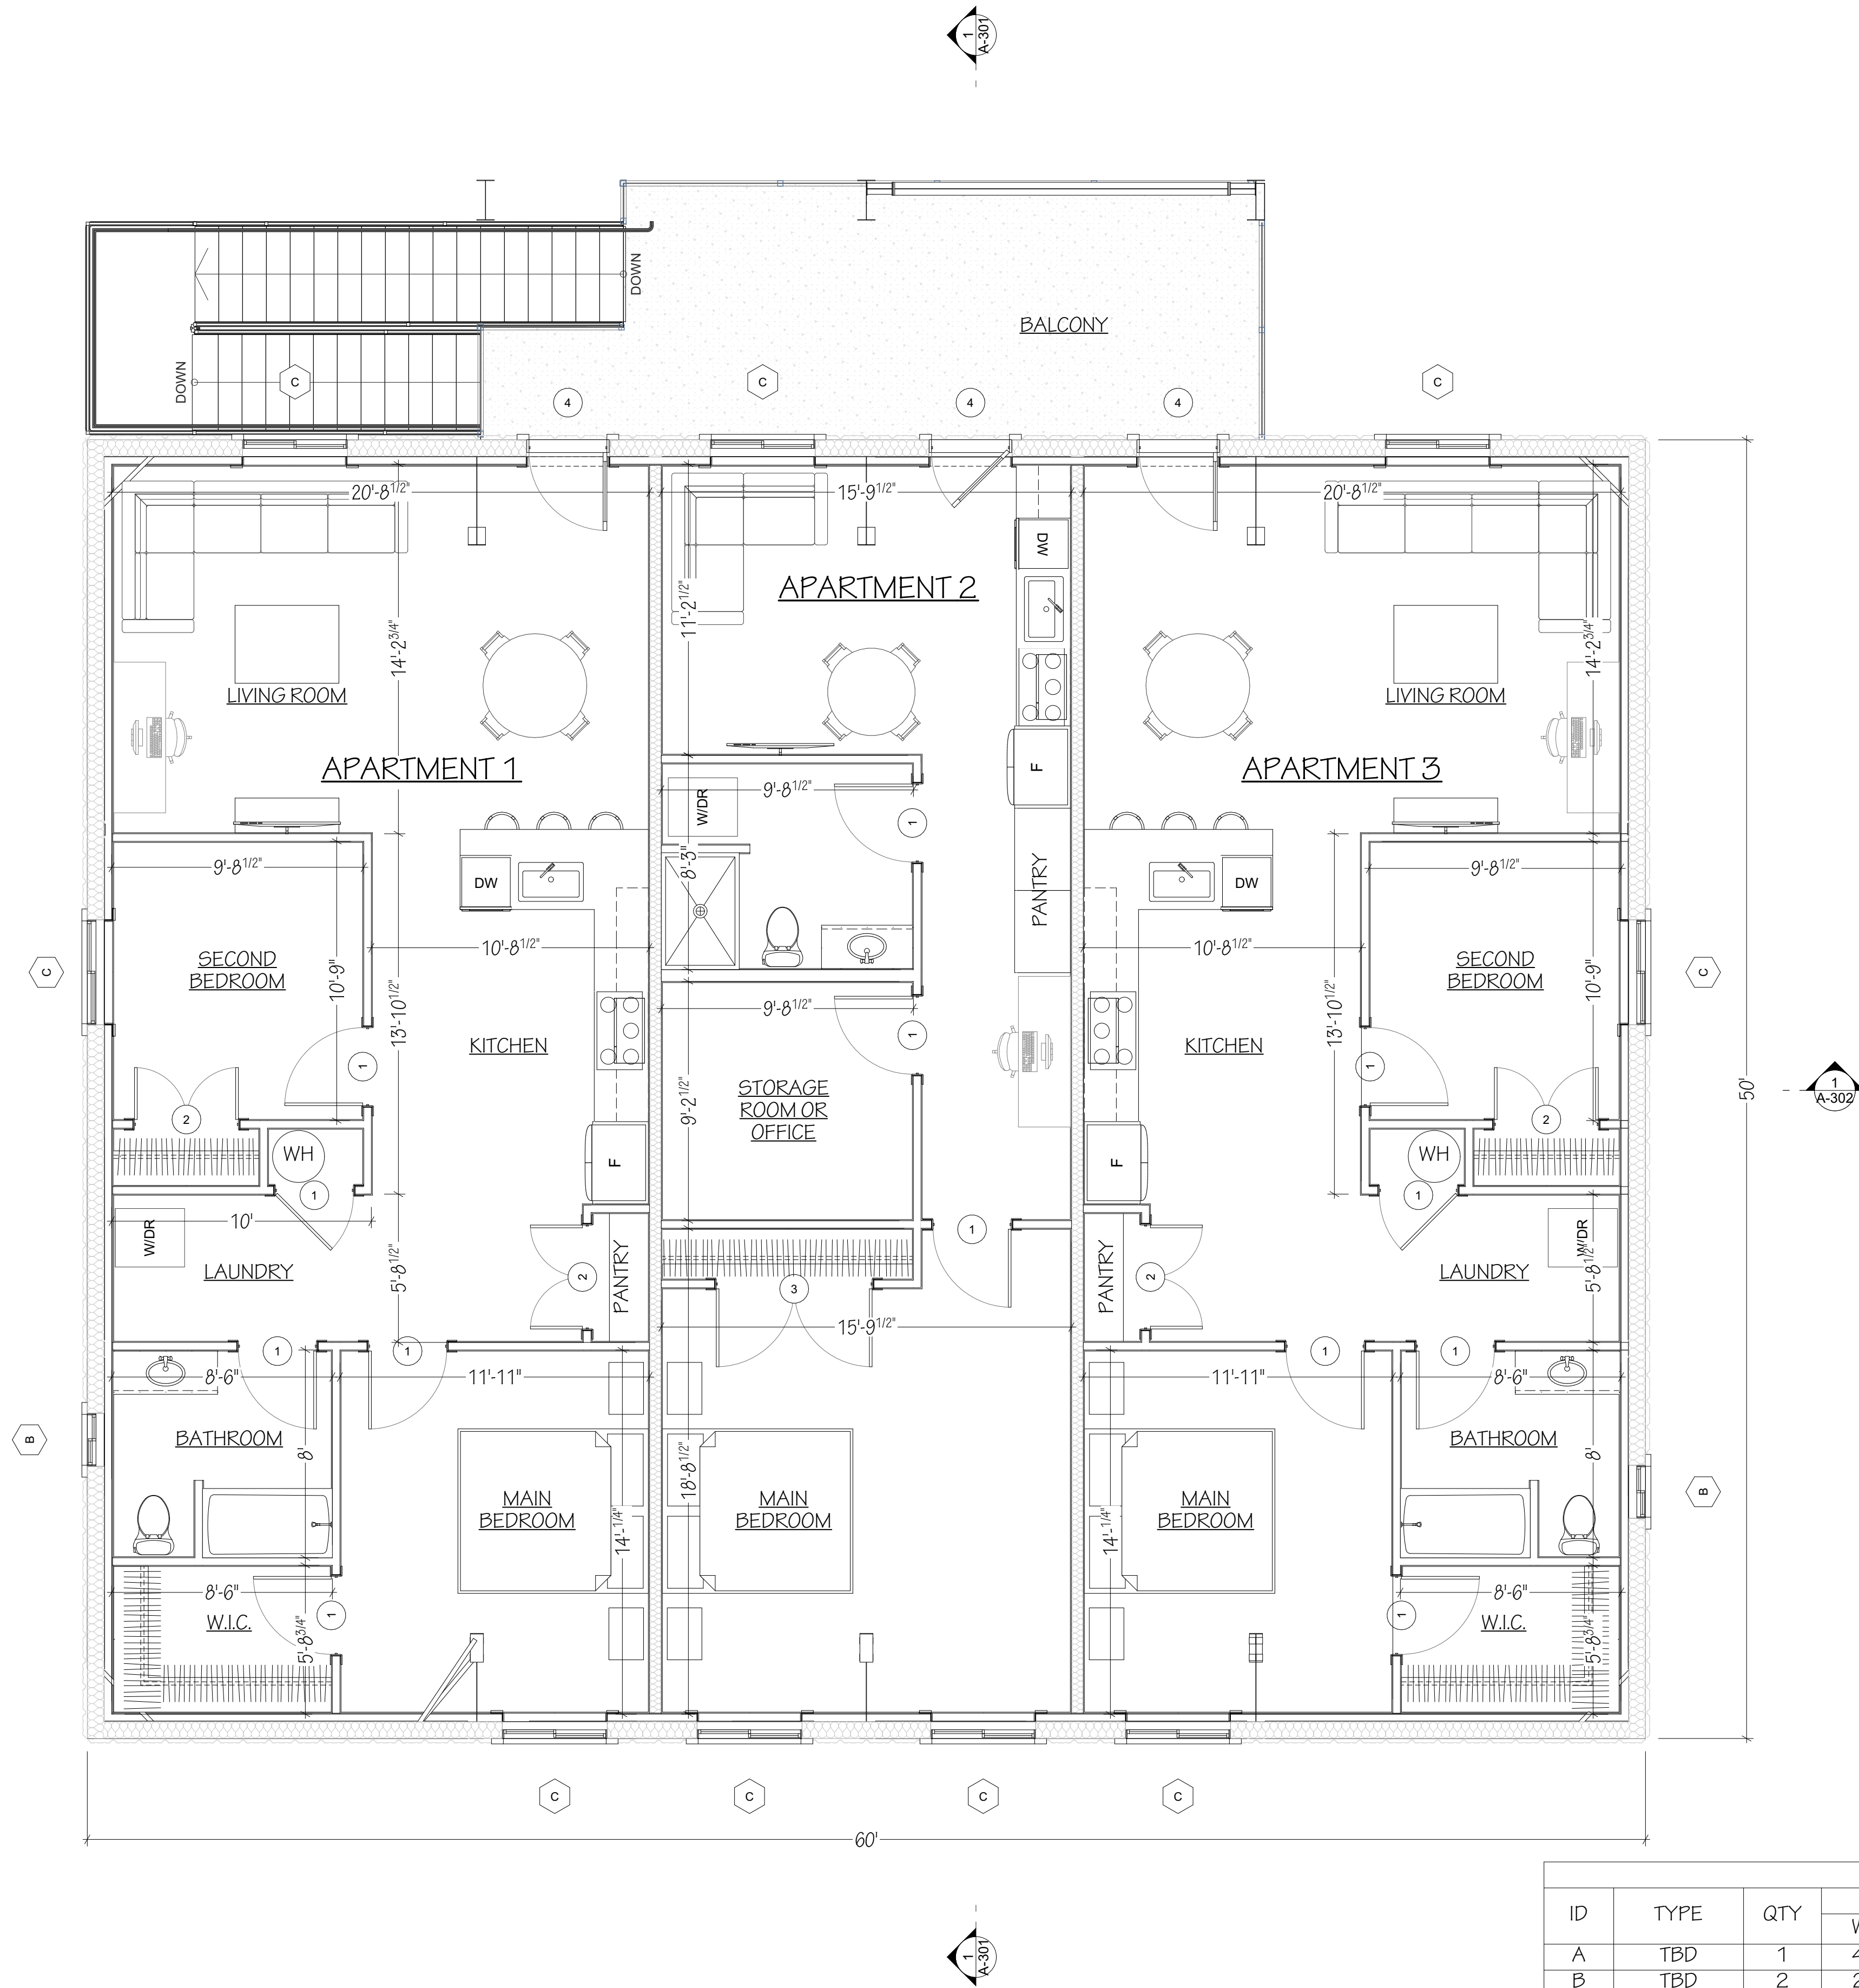 1
A-301
DOWN
DOWN
BALCONY
C
C
C
4
4
4
20'-8 1/2"
15'-9 1/2"
20'-8 1/2"
DW
APARTMENT 2
11'-2 1/2"
14'-2 3/4"
14'-2 3/4"
LIVING ROOM
LIVING ROOM
APARTMENT 1
APARTMENT 3
F
W/DR
9'-8 1/2"
1
8'-3"
PANTRY
9'-8 1/2"
DW
DW
9'-8 1/2"
10'-8 1/2"
10'-8 1/2"
SECOND
BEDROOM
SECOND
BEDROOM
C
C
10'-9"
10'-9"
13'-10 1/2"
13'-10 1/2"
9'-8 1/2"
1
KITCHEN
KITCHEN
1
1
STORAGE
ROOM OR
OFFICE
9'-2 1/2"
50'
1
A-302
2
2
WH
WH
F
F
1
1
10'
W/DR
W/DR
1
LAUNDRY
LAUNDRY
5'-8 1/2"
5'-8 1/2"
2
2
PANTRY
PANTRY
3
15'-9 1/2"
1
1
1
1
8'-6"
11'-11"
11'-11"
8'-6"
BATHROOM
BATHROOM
B
B
8'
8'
18'-8 1/2"
MAIN
BEDROOM
MAIN
BEDROOM
MAIN
BEDROOM
14'-1/4"
14'-1/4"
8'-6"
8'-6"
W.I.C.
W.I.C.
1
1
5'-8 3/4"
5'-8 3/4"
C
C
C
C
60'
1
A-301
ID TYPE QTY
A TBD 1
B TBD 2